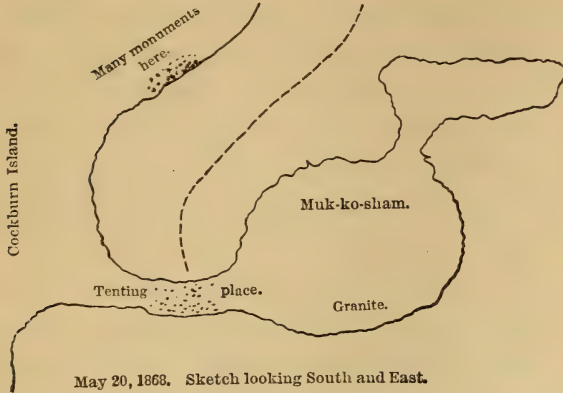 Many monuments
here.
Cockburn Island.
Muk-ko-sham.
Tenting place.
Granite.
May 20, 1868. Sketch looking South and East.